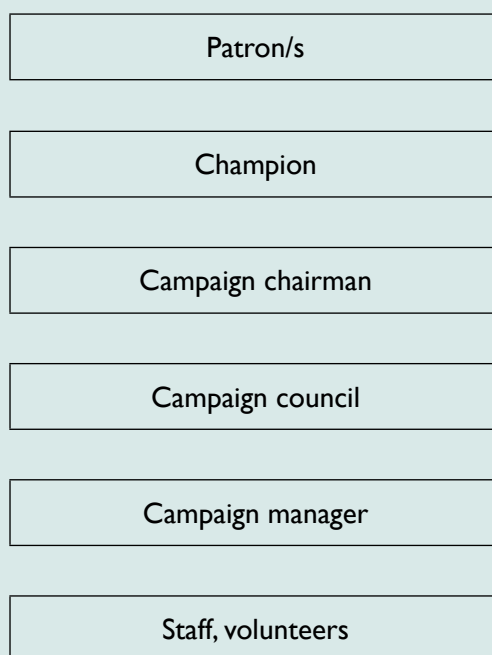 Patron/s
Champion
Campaign chairman
Campaign council
Campaign manager
Staff, volunteers